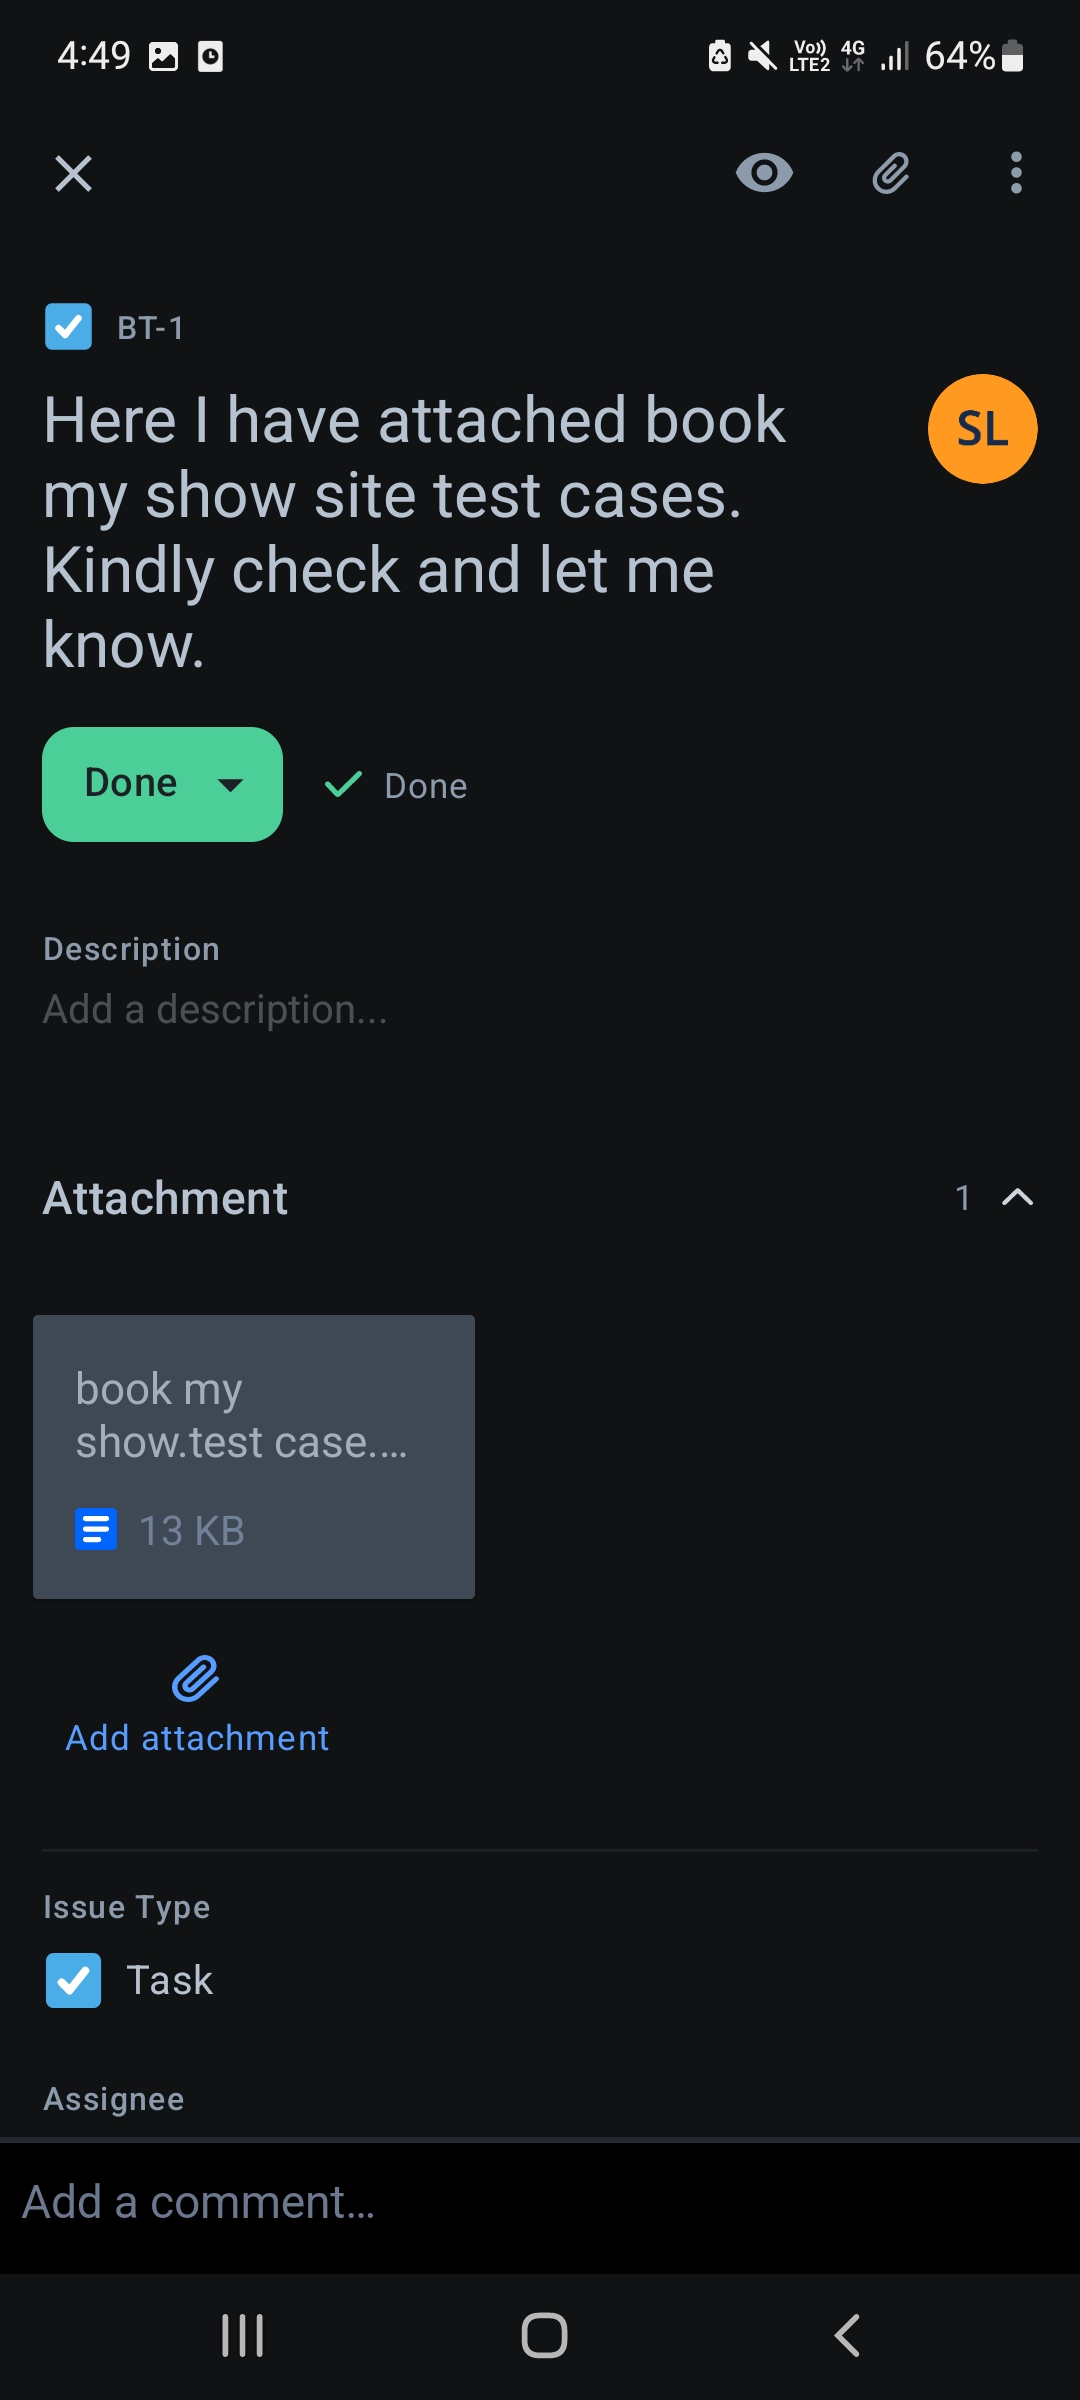 4:49 Vo)) LTE2 4G 64%
BT-1
Here I have attached book
my show site test cases.
Kindly check and let me
know.
SL
Done
Done
Description
Add a description...
Attachment 1
book my
show.test case....
13 KB
Add attachment
Issue Type
Task
Assignee
Add a comment...